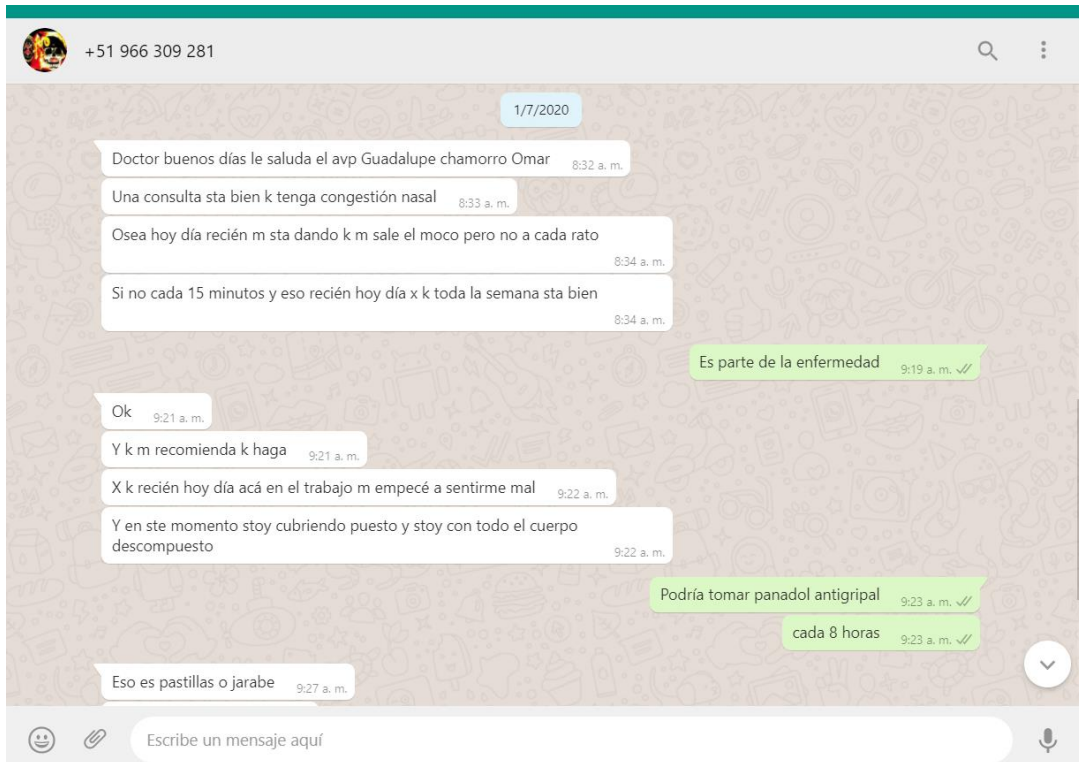 +51 966 309 281
1/7/2020
Doctor buenos días le saluda el avp Guadalupe chamorro Omar 8:32 a. m.
Una consulta sta bien k tenga congestión nasal 8:33 a. m.
Osea hoy día recién m sta dando k m sale el moco pero no a cada rato
8:34 a. m.
Si no cada 15 minutos y eso recién hoy día x k toda la semana sta bien
8:34 a. m.
Es parte de la enfermedad 9:19 a. m.
Ok 9:21 a. m.
Y k m recomienda k haga 9:21 a. m.
X k recién hoy día acá en el trabajo m empecé a sentirme mal 9:22 a. m.
Y en ste momento stoy cubriendo puesto y stoy con todo el cuerpo
descompuesto 9:22 a. m.
Podría tomar panadol antigripal 9:23 a. m.
cada 8 horas 9:23 a. m.
Eso es pastillas o jarabe 9:27 a. m.
Escribe un mensaje aquí